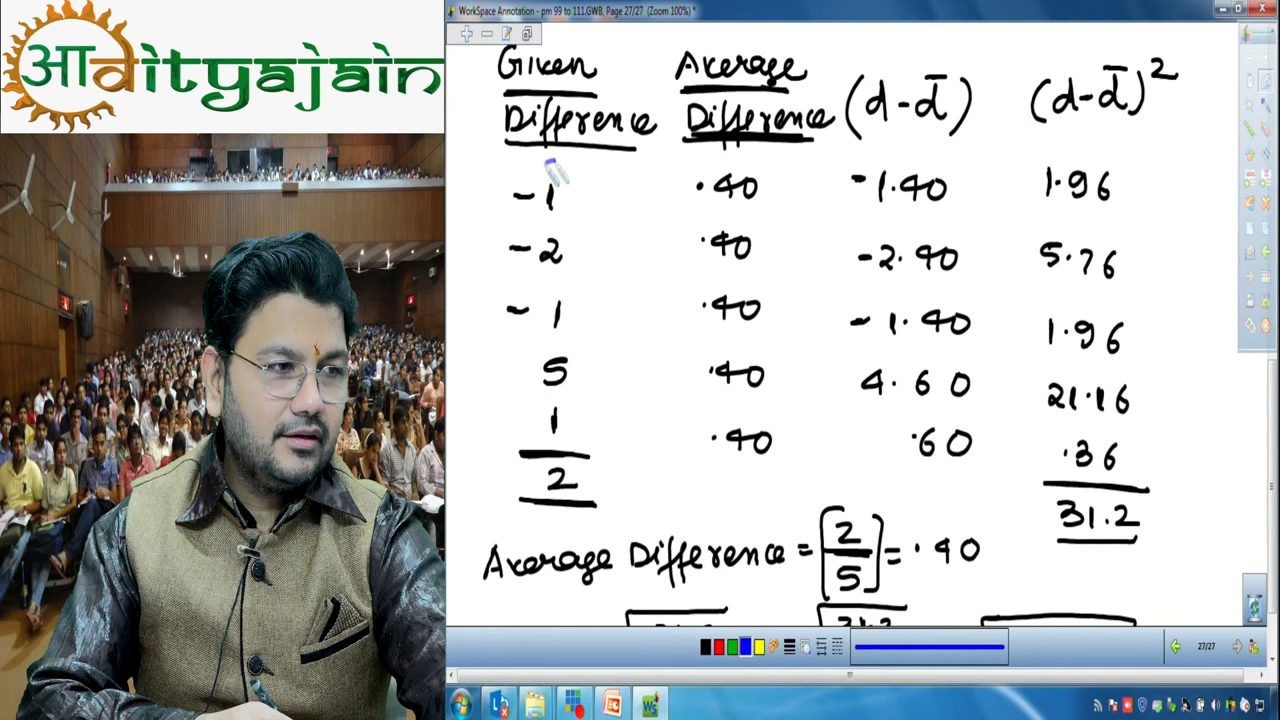 WorkSpace Annotation - pm 99 to 111.GWB, Page 27/27 (Zoom 100%) *
आdityajain
Given Difference Average Difference (d-d̄) (d-d̄)²
-1 .40 -1.40 1.96
-2 .40 -2.40 5.76
-1 .40 -1.40 1.96
5 .40 4.60 21.16
1 .40 .60 .36
2 31.2
Average Difference = [2/5] = .40
27/27